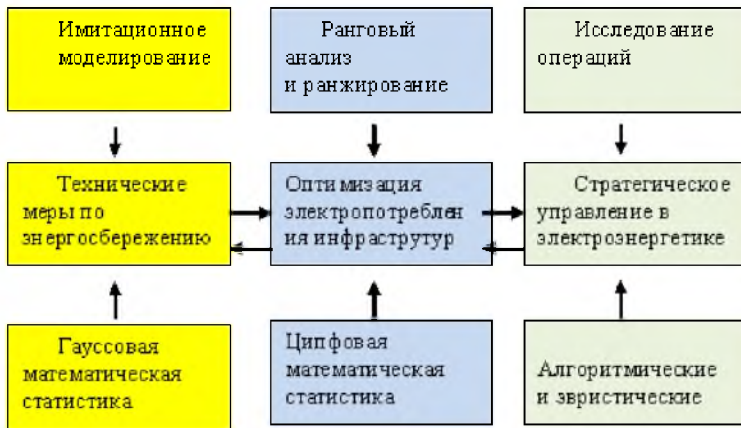 Имитационное
моделирование
Ранговый
анализ
и ранжирование
Исследование
операций
Технические
меры по
энергосбережению
Оптимизация
электропотреблен
ия инфраструтур
Стратегическое
управление в
электроэнергетике
Гауссовая
математическая
статистика
Ципфовая
математическая
статистика
Алгоритмические
и эвристические